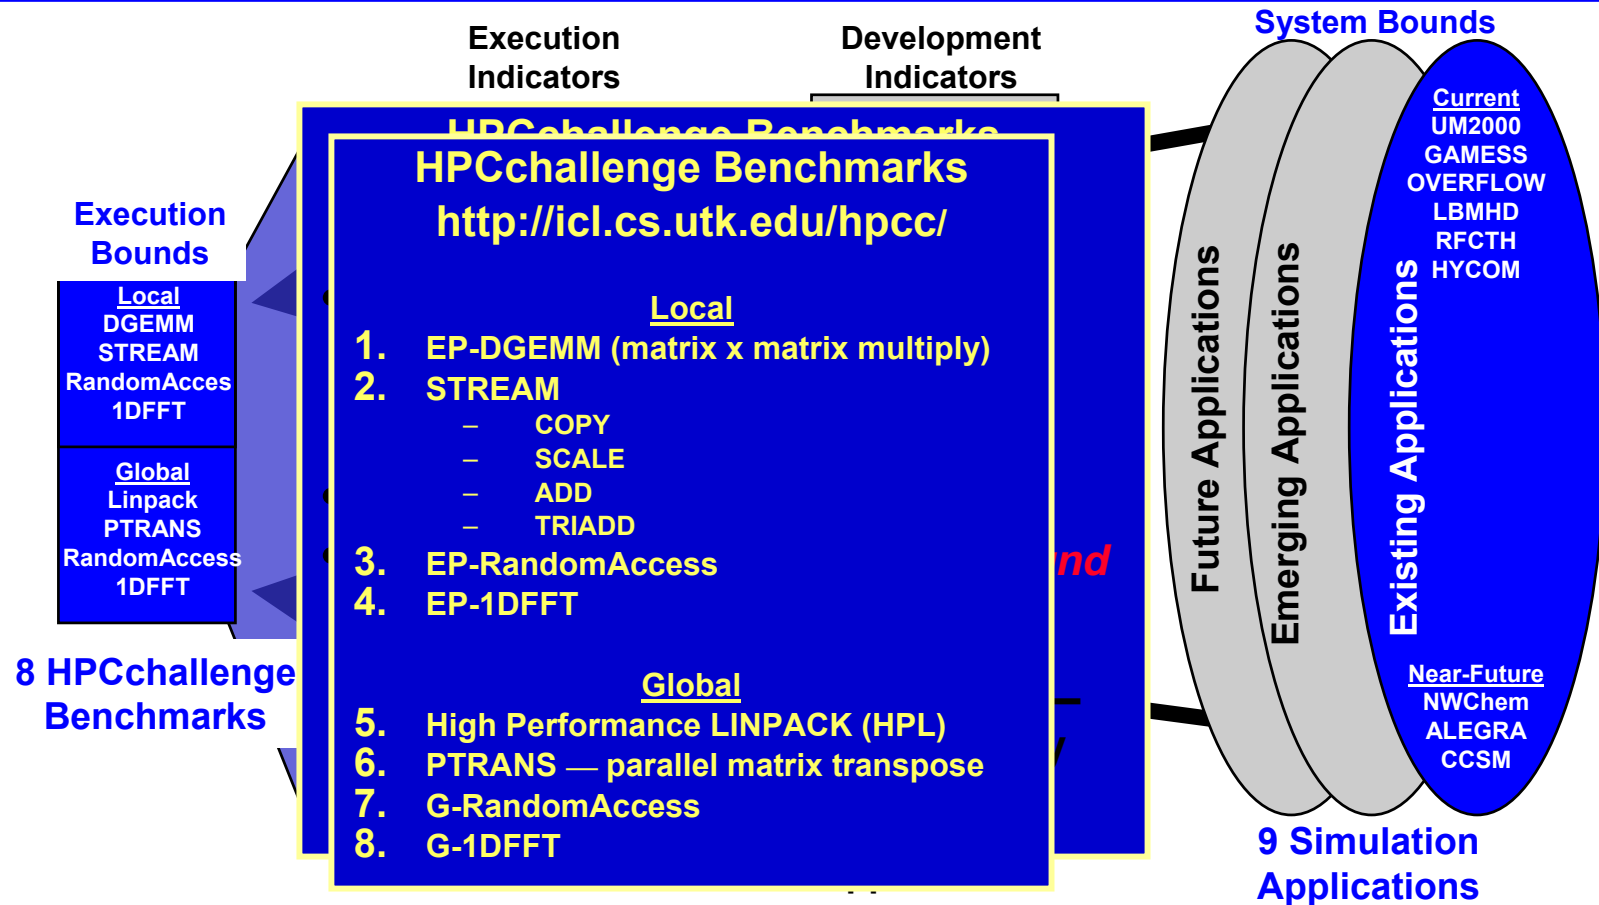 System Bounds
Execution
Indicators
Development
Indicators
HPCchallenge Benchmarks
HPCchallenge Benchmarks
http://icl.cs.utk.edu/hpcc/
Local
1. EP-DGEMM (matrix x matrix multiply)
2. STREAM
– COPY
– SCALE
– ADD
– TRIADD
3. EP-RandomAccess
4. EP-1DFFT
Global
5. High Performance LINPACK (HPL)
6. PTRANS — parallel matrix transpose
7. G-RandomAccess
8. G-1DFFT
Execution
Bounds
Local
DGEMM
STREAM
RandomAcces
1DFFT
Global
Linpack
PTRANS
RandomAccess
1DFFT
8 HPCchallenge
Benchmarks
Future Applications
Emerging Applications
Existing Applications
Current
UM2000
GAMESS
OVERFLOW
LBMHD
RFCTH
HYCOM
Near-Future
NWChem
ALEGRA
CCSM
9 Simulation
Applications